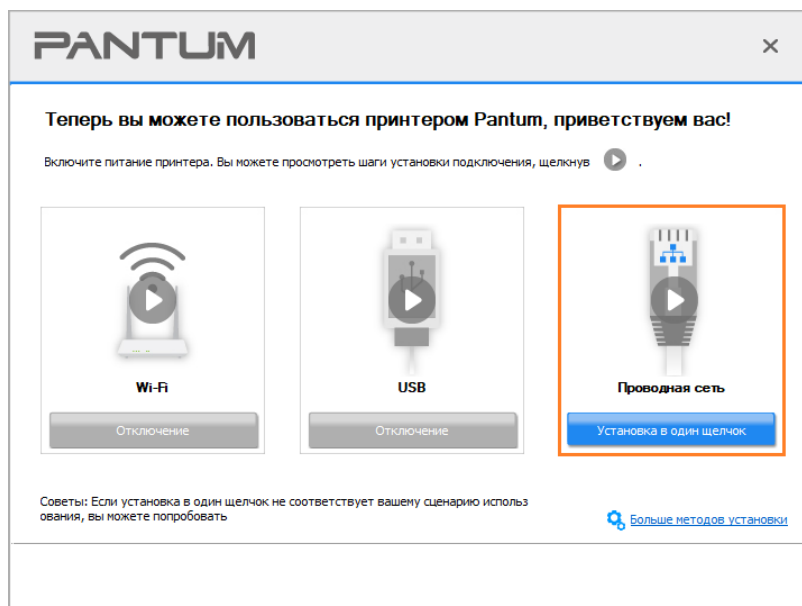 PANTUM
Теперь вы можете пользоваться принтером Pantum, приветствуем вас!
Включите питание принтера. Вы можете просмотреть шаги установки подключения, щелкнув .
Wi-Fi
USB
Проводная сеть
Отключение
Отключение
Установка в один щелчок
Советы: Если установка в один щелчок не соответствует вашему сценарию использ
ования, вы можете попробовать
Больше методов установки